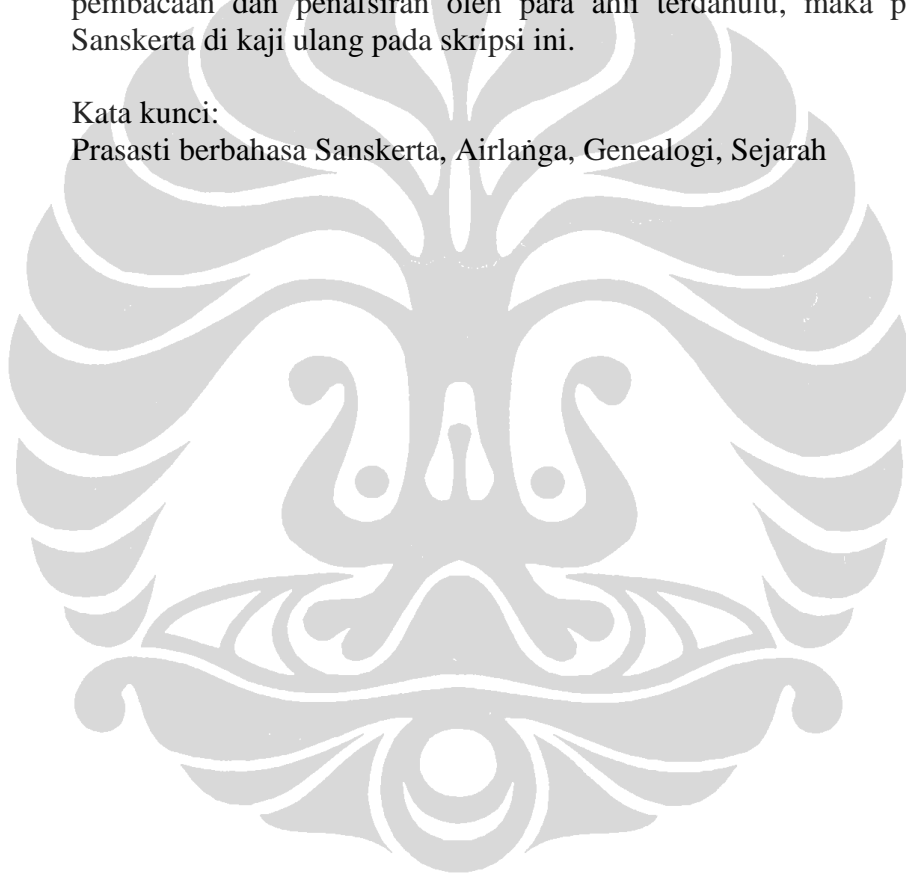 pembacaan dan penafsiran oleh para ahli terdahulu, maka p
Sanskerta di kaji ulang pada skripsi ini.
Kata kunci:
Prasasti berbahasa Sanskerta, Airlaṅga, Genealogi, Sejarah